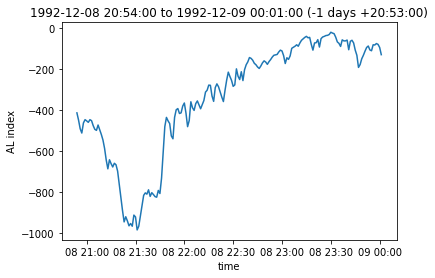 1992-12-08 20:54:00 to 1992-12-09 00:01:00 (-1 days +20:53:00)
0
−200
−400
−600
−800
−1000
AL index
08 21:00 08 21:30 08 22:00 08 22:30 08 23:00 08 23:30 09 00:00
time